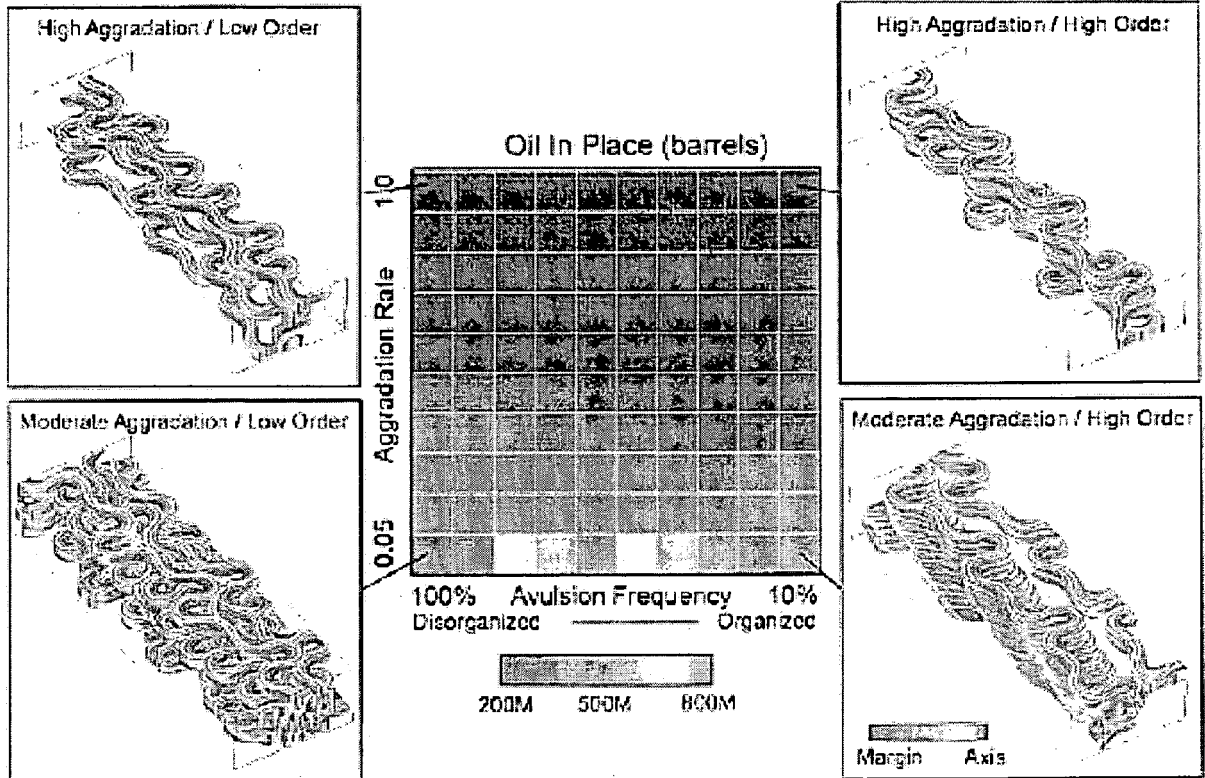 High Aggradation / Low Order
High Aggradation / High Order
Oil In Place (barrels)
1.0
Aggradation Rate
0.05
100% Avulsion Frequency 10%
Disorganized Organized
200M 500M 800M
Moderate Aggradation / Low Order
Moderate Aggradation / High Order
Margin Axis